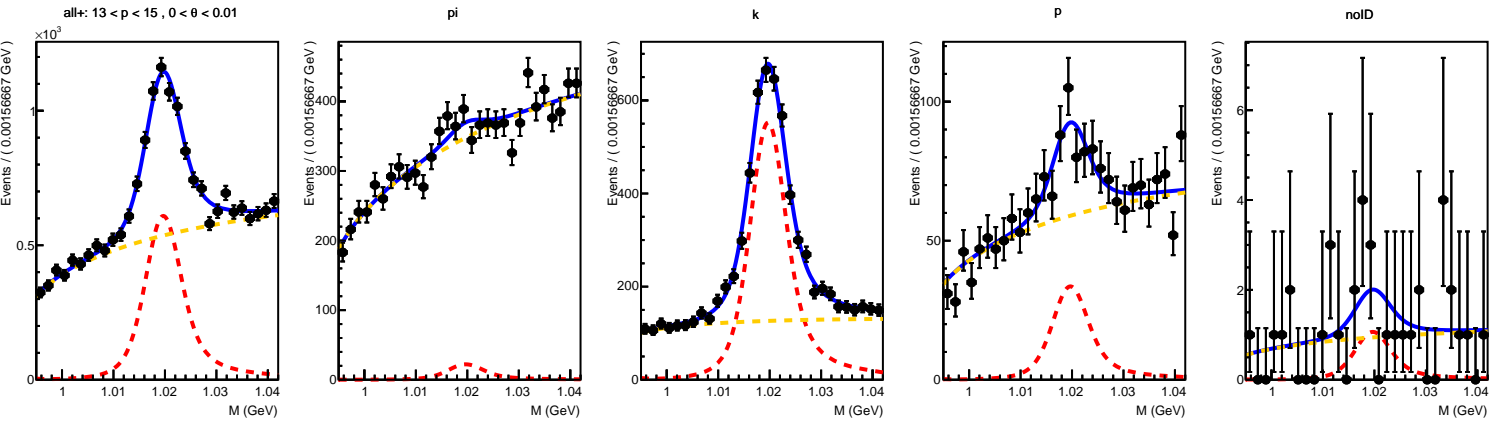 all+: 13 < p < 15 , 0 < θ < 0.01
×10³
Events / ( 0.00156667 GeV )
1
0.5
0
1 1.01 1.02 1.03 1.04
M (GeV)
pi
Events / ( 0.00156667 GeV )
400
300
200
100
0
1 1.01 1.02 1.03 1.04
M (GeV)
k
Events / ( 0.00156667 GeV )
600
400
200
0
1 1.01 1.02 1.03 1.04
M (GeV)
p
Events / ( 0.00156667 GeV )
100
50
0
1 1.01 1.02 1.03 1.04
M (GeV)
noID
Events / ( 0.00156667 GeV )
6
4
2
0
1 1.01 1.02 1.03 1.04
M (GeV)